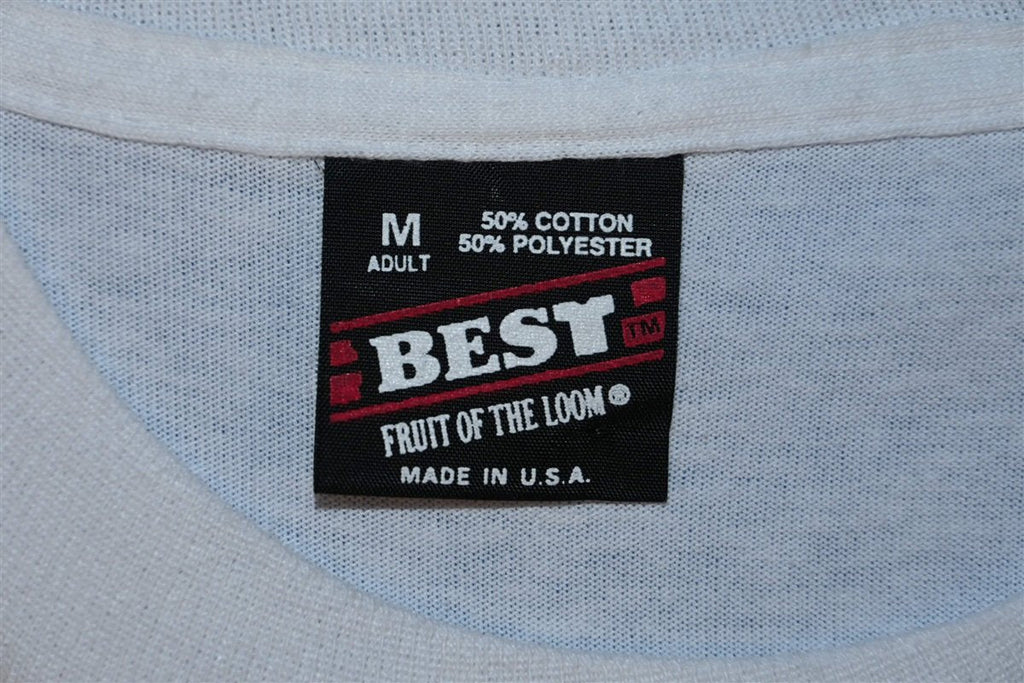 M
ADULT
50% COTTON
50% POLYESTER
BEST
TM
FRUIT OF THE LOOM®
MADE IN U.S.A.